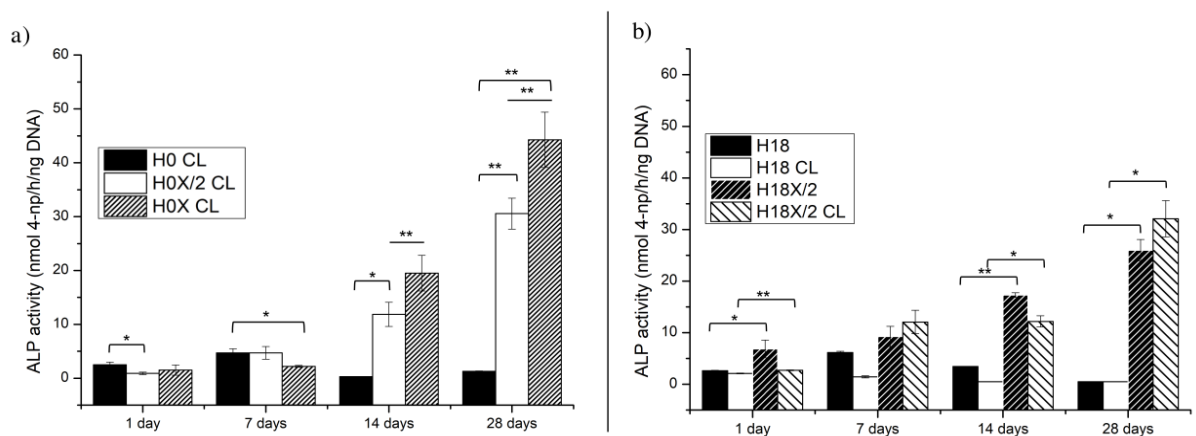 a)
ALP activity (nmol 4-np/h/ng DNA)
60
50
40
30
20
10
0
H0 CL
H0X/2 CL
H0X CL
*
*
*
**
**
**
**
1 day
7 days
14 days
28 days
b)
ALP activity (nmol 4-np/h/ng DNA)
60
50
40
30
20
10
0
H18
H18 CL
H18X/2
H18X/2 CL
*
**
**
*
*
*
1 day
7 days
14 days
28 days